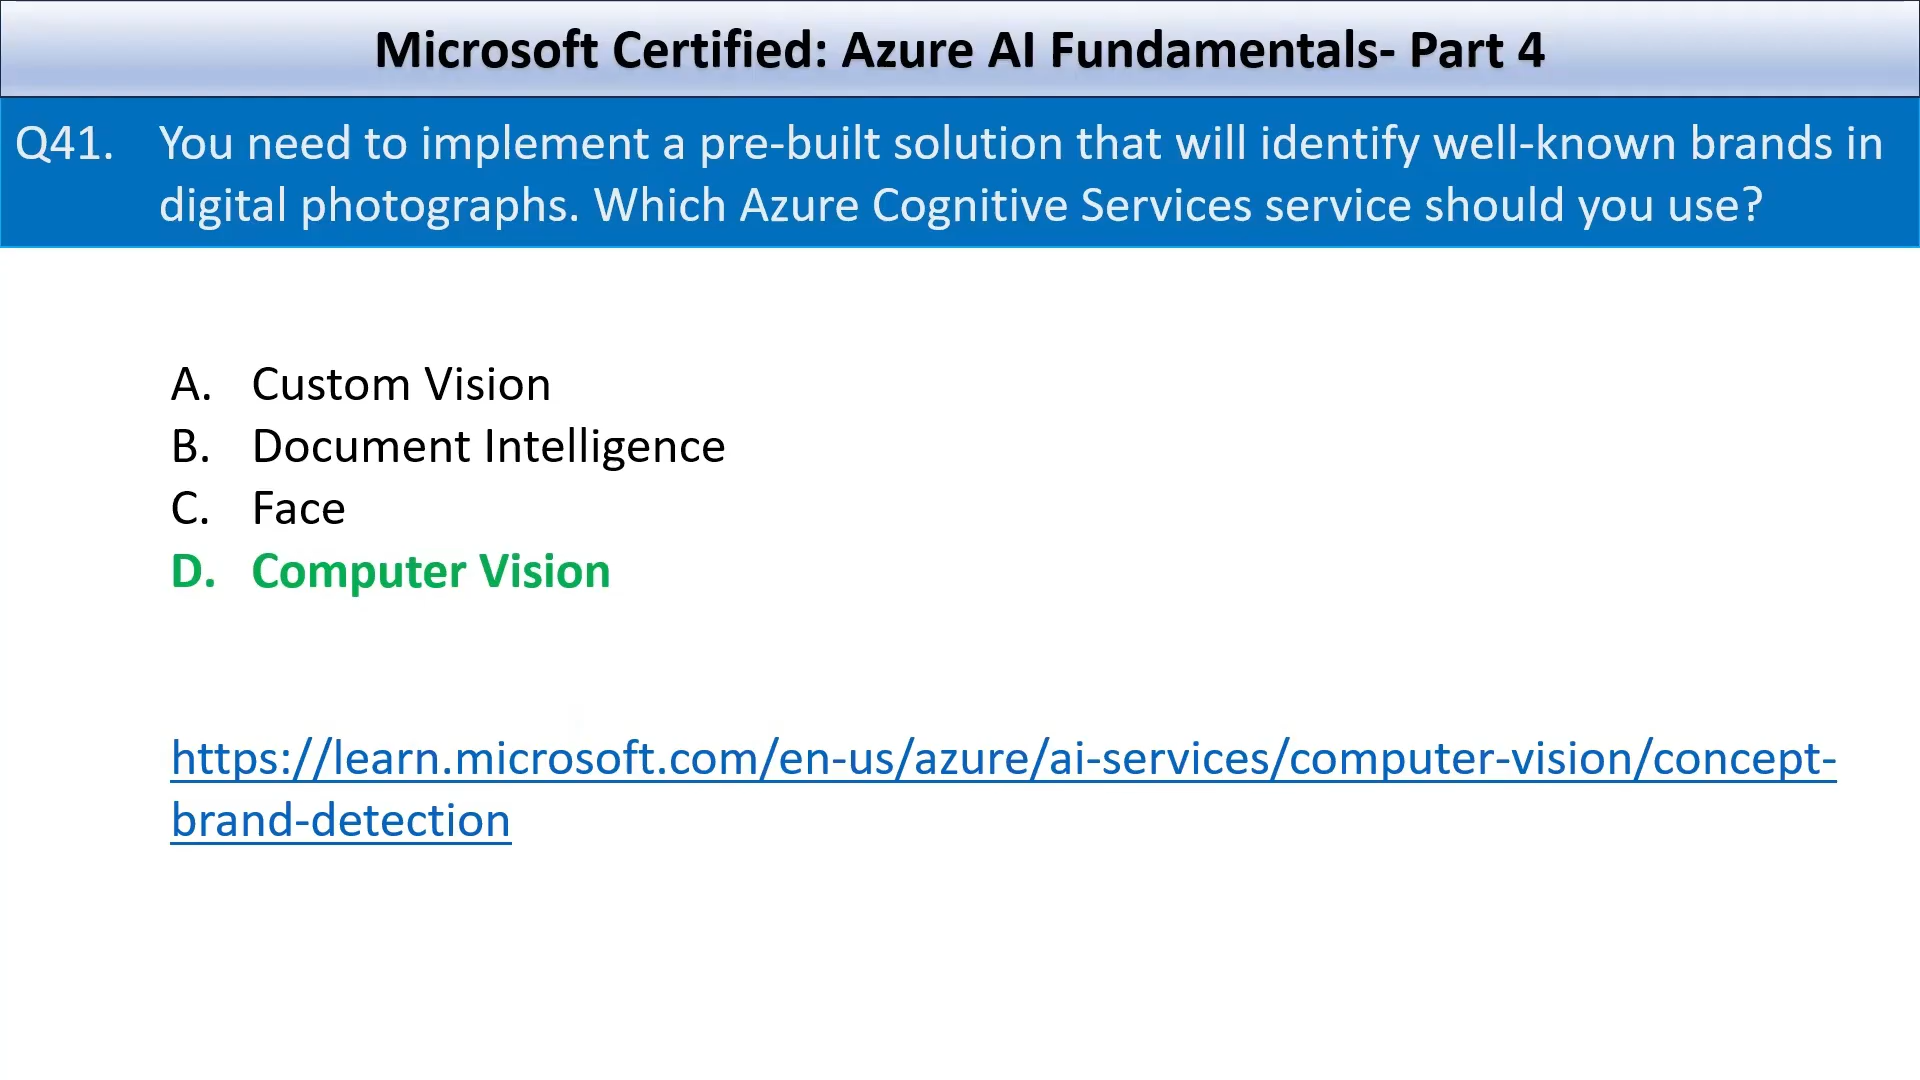 Microsoft Certified: Azure AI Fundamentals- Part 4
Q41. You need to implement a pre-built solution that will identify well-known brands in
digital photographs. Which Azure Cognitive Services service should you use?
A. Custom Vision
B. Document Intelligence
C. Face
D. Computer Vision
https://learn.microsoft.com/en-us/azure/ai-services/computer-vision/concept-
brand-detection